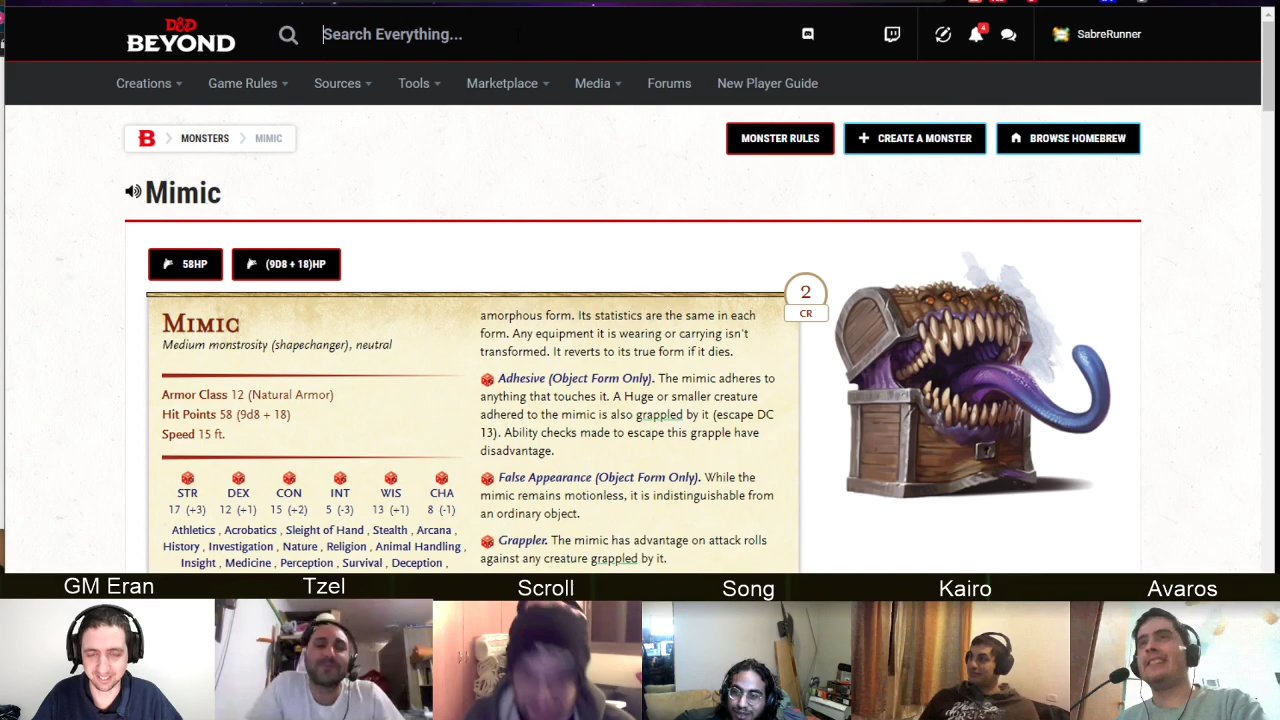 D&D
BEYOND
Search Everything...
4
SabreRunner
Creations
Game Rules
Sources
Tools
Marketplace
Media
Forums
New Player Guide
B
MONSTERS
MIMIC
MONSTER RULES
CREATE A MONSTER
BROWSE HOMEBREW
Mimic
58HP
(9D8 + 18)HP
2
CR
MIMIC
Medium monstrosity (shapechanger), neutral
Armor Class 12 (Natural Armor)
Hit Points 58 (9d8 + 18)
Speed 15 ft.
STR DEX CON INT WIS CHA
17 (+3) 12 (+1) 15 (+2) 5 (-3) 13 (+1) 8 (-1)
Athletics , Acrobatics , Sleight of Hand , Stealth , Arcana ,
History , Investigation , Nature , Religion , Animal Handling ,
Insight , Medicine , Perception , Survival , Deception ,
amorphous form. Its statistics are the same in each
form. Any equipment it is wearing or carrying isn't
transformed. It reverts to its true form if it dies.
Adhesive (Object Form Only). The mimic adheres to
anything that touches it. A Huge or smaller creature
adhered to the mimic is also grappled by it (escape DC
13). Ability checks made to escape this grapple have
disadvantage.
False Appearance (Object Form Only). While the
mimic remains motionless, it is indistinguishable from
an ordinary object.
Grappler. The mimic has advantage on attack rolls
against any creature grappled by it.
GM Eran
Tzel
Scroll
Song
Kairo
Avaros